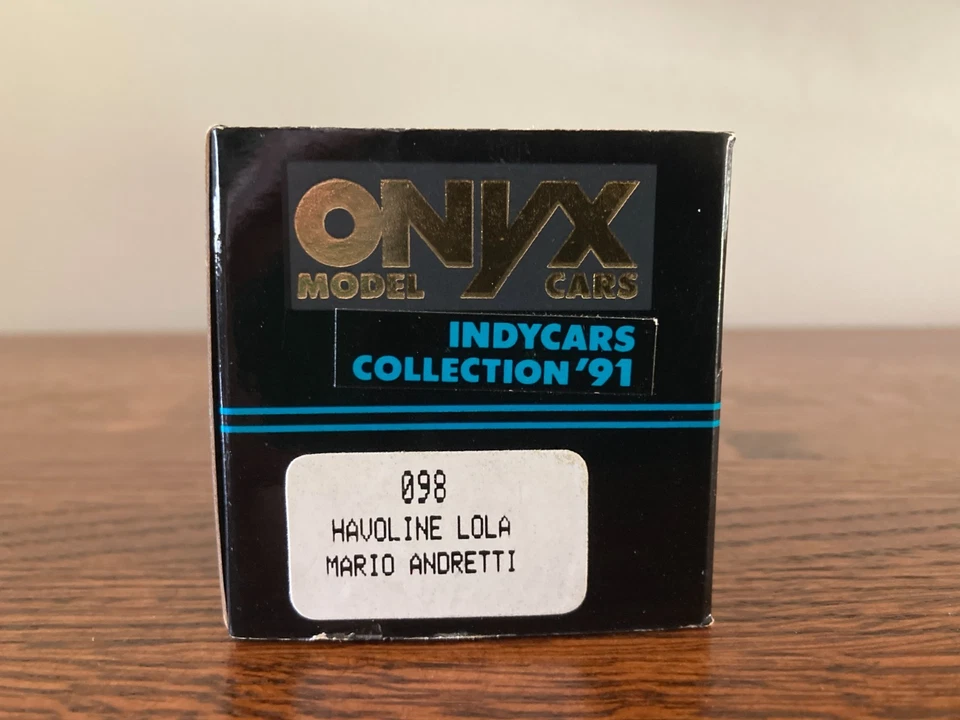 ONYX
MODEL CARS
INDYCARS
COLLECTION '91
098
HAVOLINE LOLA
MARIO ANDRETTI